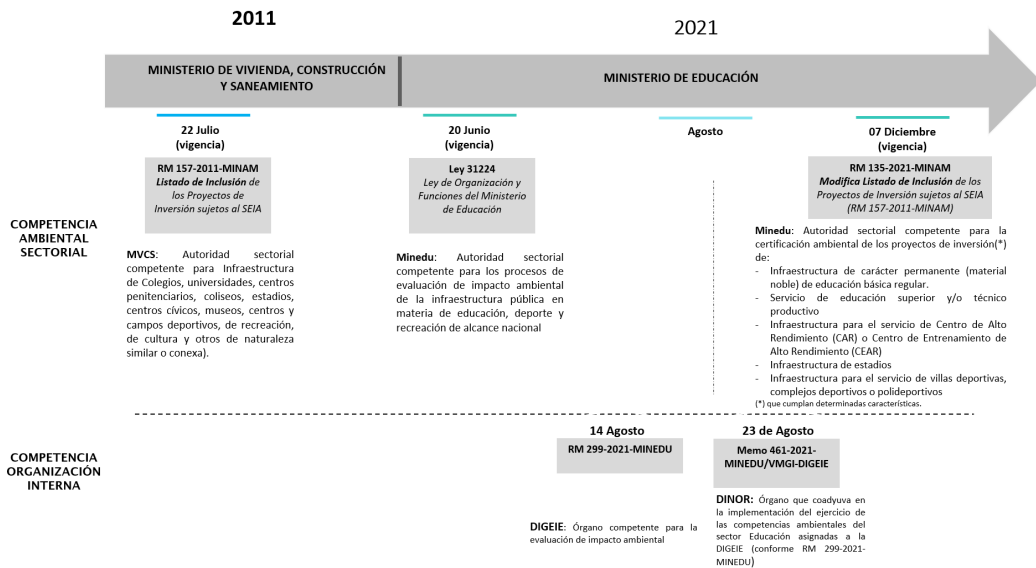 2011
2021
MINISTERIO DE VIVIENDA, CONSTRUCCIÓN
Y SANEAMIENTO
MINISTERIO DE EDUCACIÓN
22 Julio
(vigencia)
20 Junio
(vigencia)
Agosto
07 Diciembre
(vigencia)
COMPETENCIA
AMBIENTAL
SECTORIAL
RM 157-2011-MINAM
Listado de Inclusión de
los Proyectos de
Inversión sujetos al SEIA
MVCS: Autoridad sectorial
competente para Infraestructura
de Colegios, universidades, centros
penitenciarios, coliseos, estadios,
centros cívicos, museos, centros y
campos deportivos, de recreación,
de cultura y otros de naturaleza
similar o conexa).
Ley 31224
Ley de Organización y
Funciones del Ministerio
de Educación
Minedu: Autoridad sectorial
competente para los procesos de
evaluación de impacto ambiental
de la infraestructura pública en
materia de educación, deporte y
recreación de alcance nacional
RM 135-2021-MINAM
Modifica Listado de Inclusión de los
Proyectos de Inversión sujetos al SEIA
(RM 157-2011-MINAM)
Minedu: Autoridad sectorial competente para la
certificación ambiental de los proyectos de inversión(*)
de:
- Infraestructura de carácter permanente (material
noble) de educación básica regular.
- Servicio de educación superior y/o técnico
productivo
- Infraestructura para el servicio de Centro de Alto
Rendimiento (CAR) o Centro de Entrenamiento de
Alto Rendimiento (CEAR)
- Infraestructura de estadios
- Infraestructura para el servicio de villas deportivas,
complejos deportivos o polideportivos
(*) que cumplan determinadas características.
COMPETENCIA
ORGANIZACIÓN
INTERNA
14 Agosto
RM 299-2021-MINEDU
DIGEIE: Órgano competente para la
evaluación de impacto ambiental
23 de Agosto
Memo 461-2021-
MINEDU/VMGI-DIGEIE
DINOR: Órgano que coadyuva en
la implementación del ejercicio de
las competencias ambientales del
sector Educación asignadas a la
DIGEIE (conforme RM 299-2021-
MINEDU)